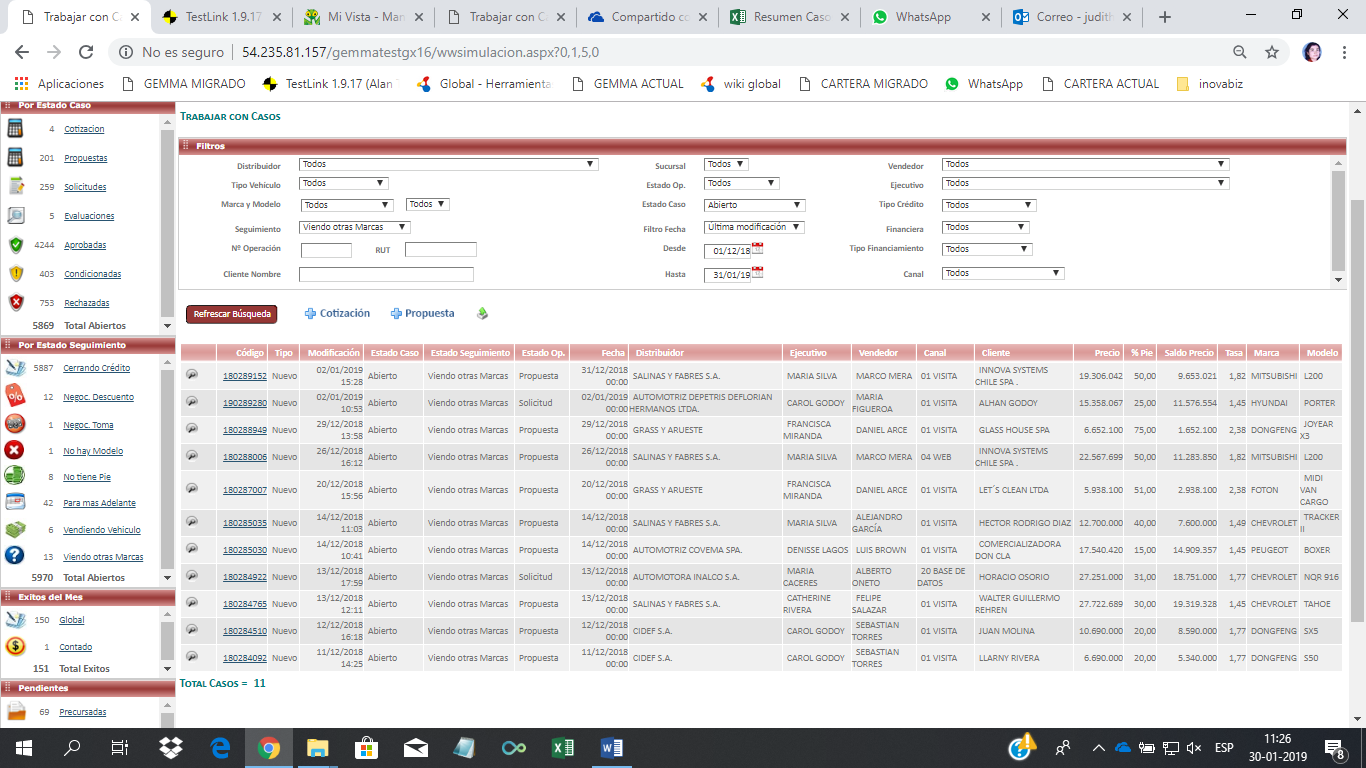 Trabajar con C
TestLink 1.9.17
Mi Vista - Man
Trabajar con C
Compartido co
Resumen Caso
WhatsApp
Correo - judith
No es seguro | 54.235.81.157/gemmatestgx16/wwsimulacion.aspx?0,1,5,0
Aplicaciones GEMMA MIGRADO TestLink 1.9.17 (Alan Global - Herramienta GEMMA ACTUAL wiki global CARTERA MIGRADO WhatsApp CARTERA ACTUAL inovabiz
Por Estado Caso
4 Cotizacion
201 Propuestas
259 Solicitudes
5 Evaluaciones
4244 Aprobadas
403 Condicionadas
753 Rechazadas
5869 Total Abiertos
Por Estado Seguimiento
5887 Cerrando Crédito
12 Negoc. Descuento
1 Negoc. Toma
1 No hay Modelo
8 No tiene Pie
42 Para mas Adelante
6 Vendiendo Vehiculo
13 Viendo otras Marcas
5970 Total Abiertos
Exitos del Mes
150 Global
1 Contado
151 Total Exitos
Pendientes
69 Precursadas
Trabajar con Casos
Filtros
Distribuidor Todos Sucursal Todos Vendedor Todos
Tipo Vehículo Todos Estado Op. Todos Ejecutivo Todos
Marca y Modelo Todos Todos Estado Caso Abierto Tipo Crédito Todos
Seguimiento Viendo otras Marcas Filtro Fecha Última modificación Financiera Todos
Nº Operación RUT Desde 01/12/18 Tipo Financiamiento Todos
Cliente Nombre Hasta 31/01/19 Canal Todos
Refrescar Búsqueda Cotización Propuesta
Código Tipo Modificación Estado Caso Estado Seguimiento Estado Op. Fecha Distribuidor Ejecutivo Vendedor Canal Cliente Precio % Pie Saldo Precio Tasa Marca Modelo
180289152 Nuevo 02/01/2019 15:28 Abierto Viendo otras Marcas Propuesta 31/12/2018 00:00 SALINAS Y FABRES S.A. MARIA SILVA MARCO MERA 01 VISITA INNOVA SYSTEMS CHILE SPA . 19.306.042 50,00 9.653.021 1,82 MITSUBISHI L200
190289280 Nuevo 02/01/2019 10:53 Abierto Viendo otras Marcas Solicitud 02/01/2019 00:00 AUTOMOTRIZ DEPETRIS DEFLORIAN HERMANOS LTDA. CAROL GODOY MARIA FIGUEROA 01 VISITA ALHAN GODOY 15.358.067 25,00 11.576.554 1,45 HYUNDAI PORTER
180288949 Nuevo 29/12/2018 13:58 Abierto Viendo otras Marcas Propuesta 29/12/2018 00:00 GRASS Y ARUESTE FRANCISCA MIRANDA DANIEL ARCE 01 VISITA GLASS HOUSE SPA 6.652.100 75,00 1.652.100 2,38 DONGFENG JOYEAR X3
180288006 Nuevo 26/12/2018 16:12 Abierto Viendo otras Marcas Propuesta 26/12/2018 00:00 SALINAS Y FABRES S.A. MARIA SILVA MARCO MERA 04 WEB INNOVA SYSTEMS CHILE SPA . 22.567.699 50,00 11.283.850 1,82 MITSUBISHI L200
180287007 Nuevo 20/12/2018 15:56 Abierto Viendo otras Marcas Propuesta 20/12/2018 00:00 GRASS Y ARUESTE FRANCISCA MIRANDA DANIEL ARCE 01 VISITA LET´S CLEAN LTDA 5.938.100 51,00 2.938.100 2,38 FOTON MIDI VAN CARGO
180285035 Nuevo 14/12/2018 11:03 Abierto Viendo otras Marcas Propuesta 14/12/2018 00:00 SALINAS Y FABRES S.A. MARIA SILVA ALEJANDRO GARCÍA 01 VISITA HECTOR RODRIGO DIAZ 12.700.000 40,00 7.600.000 1,49 CHEVROLET TRACKER II
180285030 Nuevo 14/12/2018 10:41 Abierto Viendo otras Marcas Propuesta 14/12/2018 00:00 AUTOMOTRIZ COVEMA SPA. DENISSE LAGOS LUIS BROWN 01 VISITA COMERCIALIZADORA DON CLA 17.540.420 15,00 14.909.357 1,45 PEUGEOT BOXER
180284922 Nuevo 13/12/2018 17:59 Abierto Viendo otras Marcas Solicitud 13/12/2018 00:00 AUTOMOTORA INALCO S.A. MARIA CACERES ALBERTO ONETO 20 BASE DE DATOS HORACIO OSORIO 27.251.000 31,00 18.751.000 1,77 CHEVROLET NQR 916
180284765 Nuevo 13/12/2018 12:11 Abierto Viendo otras Marcas Propuesta 13/12/2018 00:00 SALINAS Y FABRES S.A. CATHERINE RIVERA FELIPE SALAZAR 01 VISITA WALTER GUILLERMO REHREN 27.722.689 30,00 19.319.328 1,45 CHEVROLET TAHOE
180284510 Nuevo 12/12/2018 16:18 Abierto Viendo otras Marcas Propuesta 12/12/2018 00:00 CIDEF S.A. CAROL GODOY SEBASTIAN TORRES 01 VISITA JUAN MOLINA 10.690.000 20,00 8.590.000 1,77 DONGFENG SX5
180284092 Nuevo 11/12/2018 14:25 Abierto Viendo otras Marcas Propuesta 11/12/2018 00:00 CIDEF S.A. CAROL GODOY SEBASTIAN TORRES 01 VISITA LLARNY RIVERA 6.690.000 20,00 5.340.000 1,77 DONGFENG S50
Total Casos = 11
ESP
11:26
30-01-2019
8